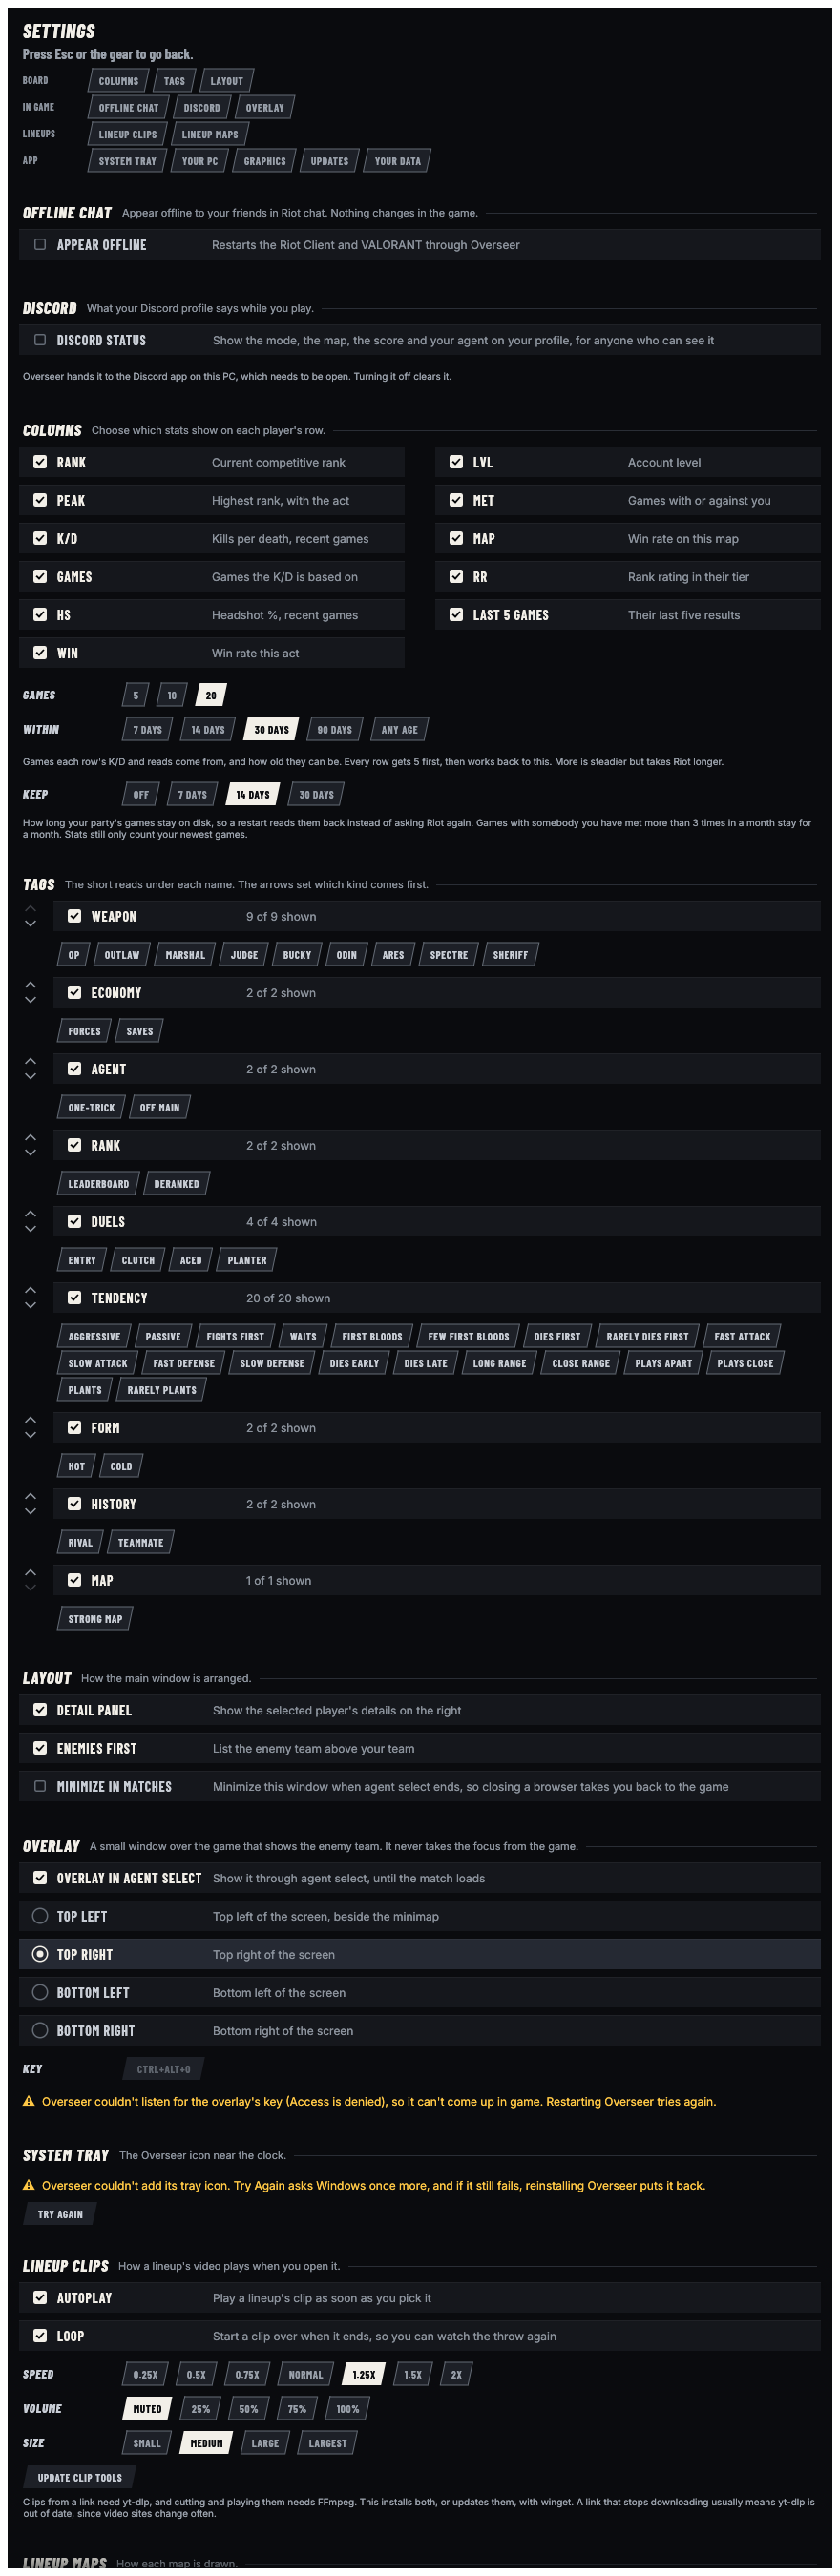 SETTINGS
Press Esc or the gear to go back.
BOARD COLUMNS TAGS LAYOUT
IN GAME OFFLINE CHAT DISCORD OVERLAY
LINEUPS LINEUP CLIPS LINEUP MAPS
APP SYSTEM TRAY YOUR PC GRAPHICS UPDATES YOUR DATA
OFFLINE CHAT Appear offline to your friends in Riot chat. Nothing changes in the game.
APPEAR OFFLINE Restarts the Riot Client and VALORANT through Overseer
DISCORD What your Discord profile says while you play.
DISCORD STATUS Show the mode, the map, the score and your agent on your profile, for anyone who can see it
Overseer hands it to the Discord app on this PC, which needs to be open. Turning it off clears it.
COLUMNS Choose which stats show on each player's row.
RANK Current competitive rank LVL Account level
PEAK Highest rank, with the act MET Games with or against you
K/D Kills per death, recent games MAP Win rate on this map
GAMES Games the K/D is based on RR Rank rating in their tier
HS Headshot %, recent games LAST 5 GAMES Their last five results
WIN Win rate this act
GAMES 5 10 20
WITHIN 7 DAYS 14 DAYS 30 DAYS 90 DAYS ANY AGE
Games each row's K/D and reads come from, and how old they can be. Every row gets 5 first, then works back to this. More is steadier but takes Riot longer.
KEEP OFF 7 DAYS 14 DAYS 30 DAYS
How long your party's games stay on disk, so a restart reads them back instead of asking Riot again. Games with somebody you have met more than 3 times in a month stay for
a month. Stats still only count your newest games.
TAGS The short reads under each name. The arrows set which kind comes first.
WEAPON 9 of 9 shown
OP OUTLAW MARSHAL JUDGE BUCKY ODIN ARES SPECTRE SHERIFF
ECONOMY 2 of 2 shown
FORCES SAVES
AGENT 2 of 2 shown
ONE-TRICK OFF MAIN
RANK 2 of 2 shown
LEADERBOARD DERANKED
DUELS 4 of 4 shown
ENTRY CLUTCH ACED PLANTER
TENDENCY 20 of 20 shown
AGGRESSIVE PASSIVE FIGHTS FIRST WAITS FIRST BLOODS FEW FIRST BLOODS DIES FIRST RARELY DIES FIRST FAST ATTACK
SLOW ATTACK FAST DEFENSE SLOW DEFENSE DIES EARLY DIES LATE LONG RANGE CLOSE RANGE PLAYS APART PLAYS CLOSE
PLANTS RARELY PLANTS
FORM 2 of 2 shown
HOT COLD
HISTORY 2 of 2 shown
RIVAL TEAMMATE
MAP 1 of 1 shown
STRONG MAP
LAYOUT How the main window is arranged.
DETAIL PANEL Show the selected player's details on the right
ENEMIES FIRST List the enemy team above your team
MINIMIZE IN MATCHES Minimize this window when agent select ends, so closing a browser takes you back to the game
OVERLAY A small window over the game that shows the enemy team. It never takes the focus from the game.
OVERLAY IN AGENT SELECT Show it through agent select, until the match loads
TOP LEFT Top left of the screen, beside the minimap
TOP RIGHT Top right of the screen
BOTTOM LEFT Bottom left of the screen
BOTTOM RIGHT Bottom right of the screen
KEY CTRL+ALT+O
Overseer couldn't listen for the overlay's key (Access is denied), so it can't come up in game. Restarting Overseer tries again.
SYSTEM TRAY The Overseer icon near the clock.
Overseer couldn't add its tray icon. Try Again asks Windows once more, and if it still fails, reinstalling Overseer puts it back.
TRY AGAIN
LINEUP CLIPS How a lineup's video plays when you open it.
AUTOPLAY Play a lineup's clip as soon as you pick it
LOOP Start a clip over when it ends, so you can watch the throw again
SPEED 0.25X 0.5X 0.75X NORMAL 1.25X 1.5X 2X
VOLUME MUTED 25% 50% 75% 100%
SIZE SMALL MEDIUM LARGE LARGEST
UPDATE CLIP TOOLS
Clips from a link need yt-dlp, and cutting and playing them needs FFmpeg. This installs both, or updates them, with winget. A link that stops downloading usually means yt-dlp is
out of date, since video sites change often.
LINEUP MAPS How each map is drawn.